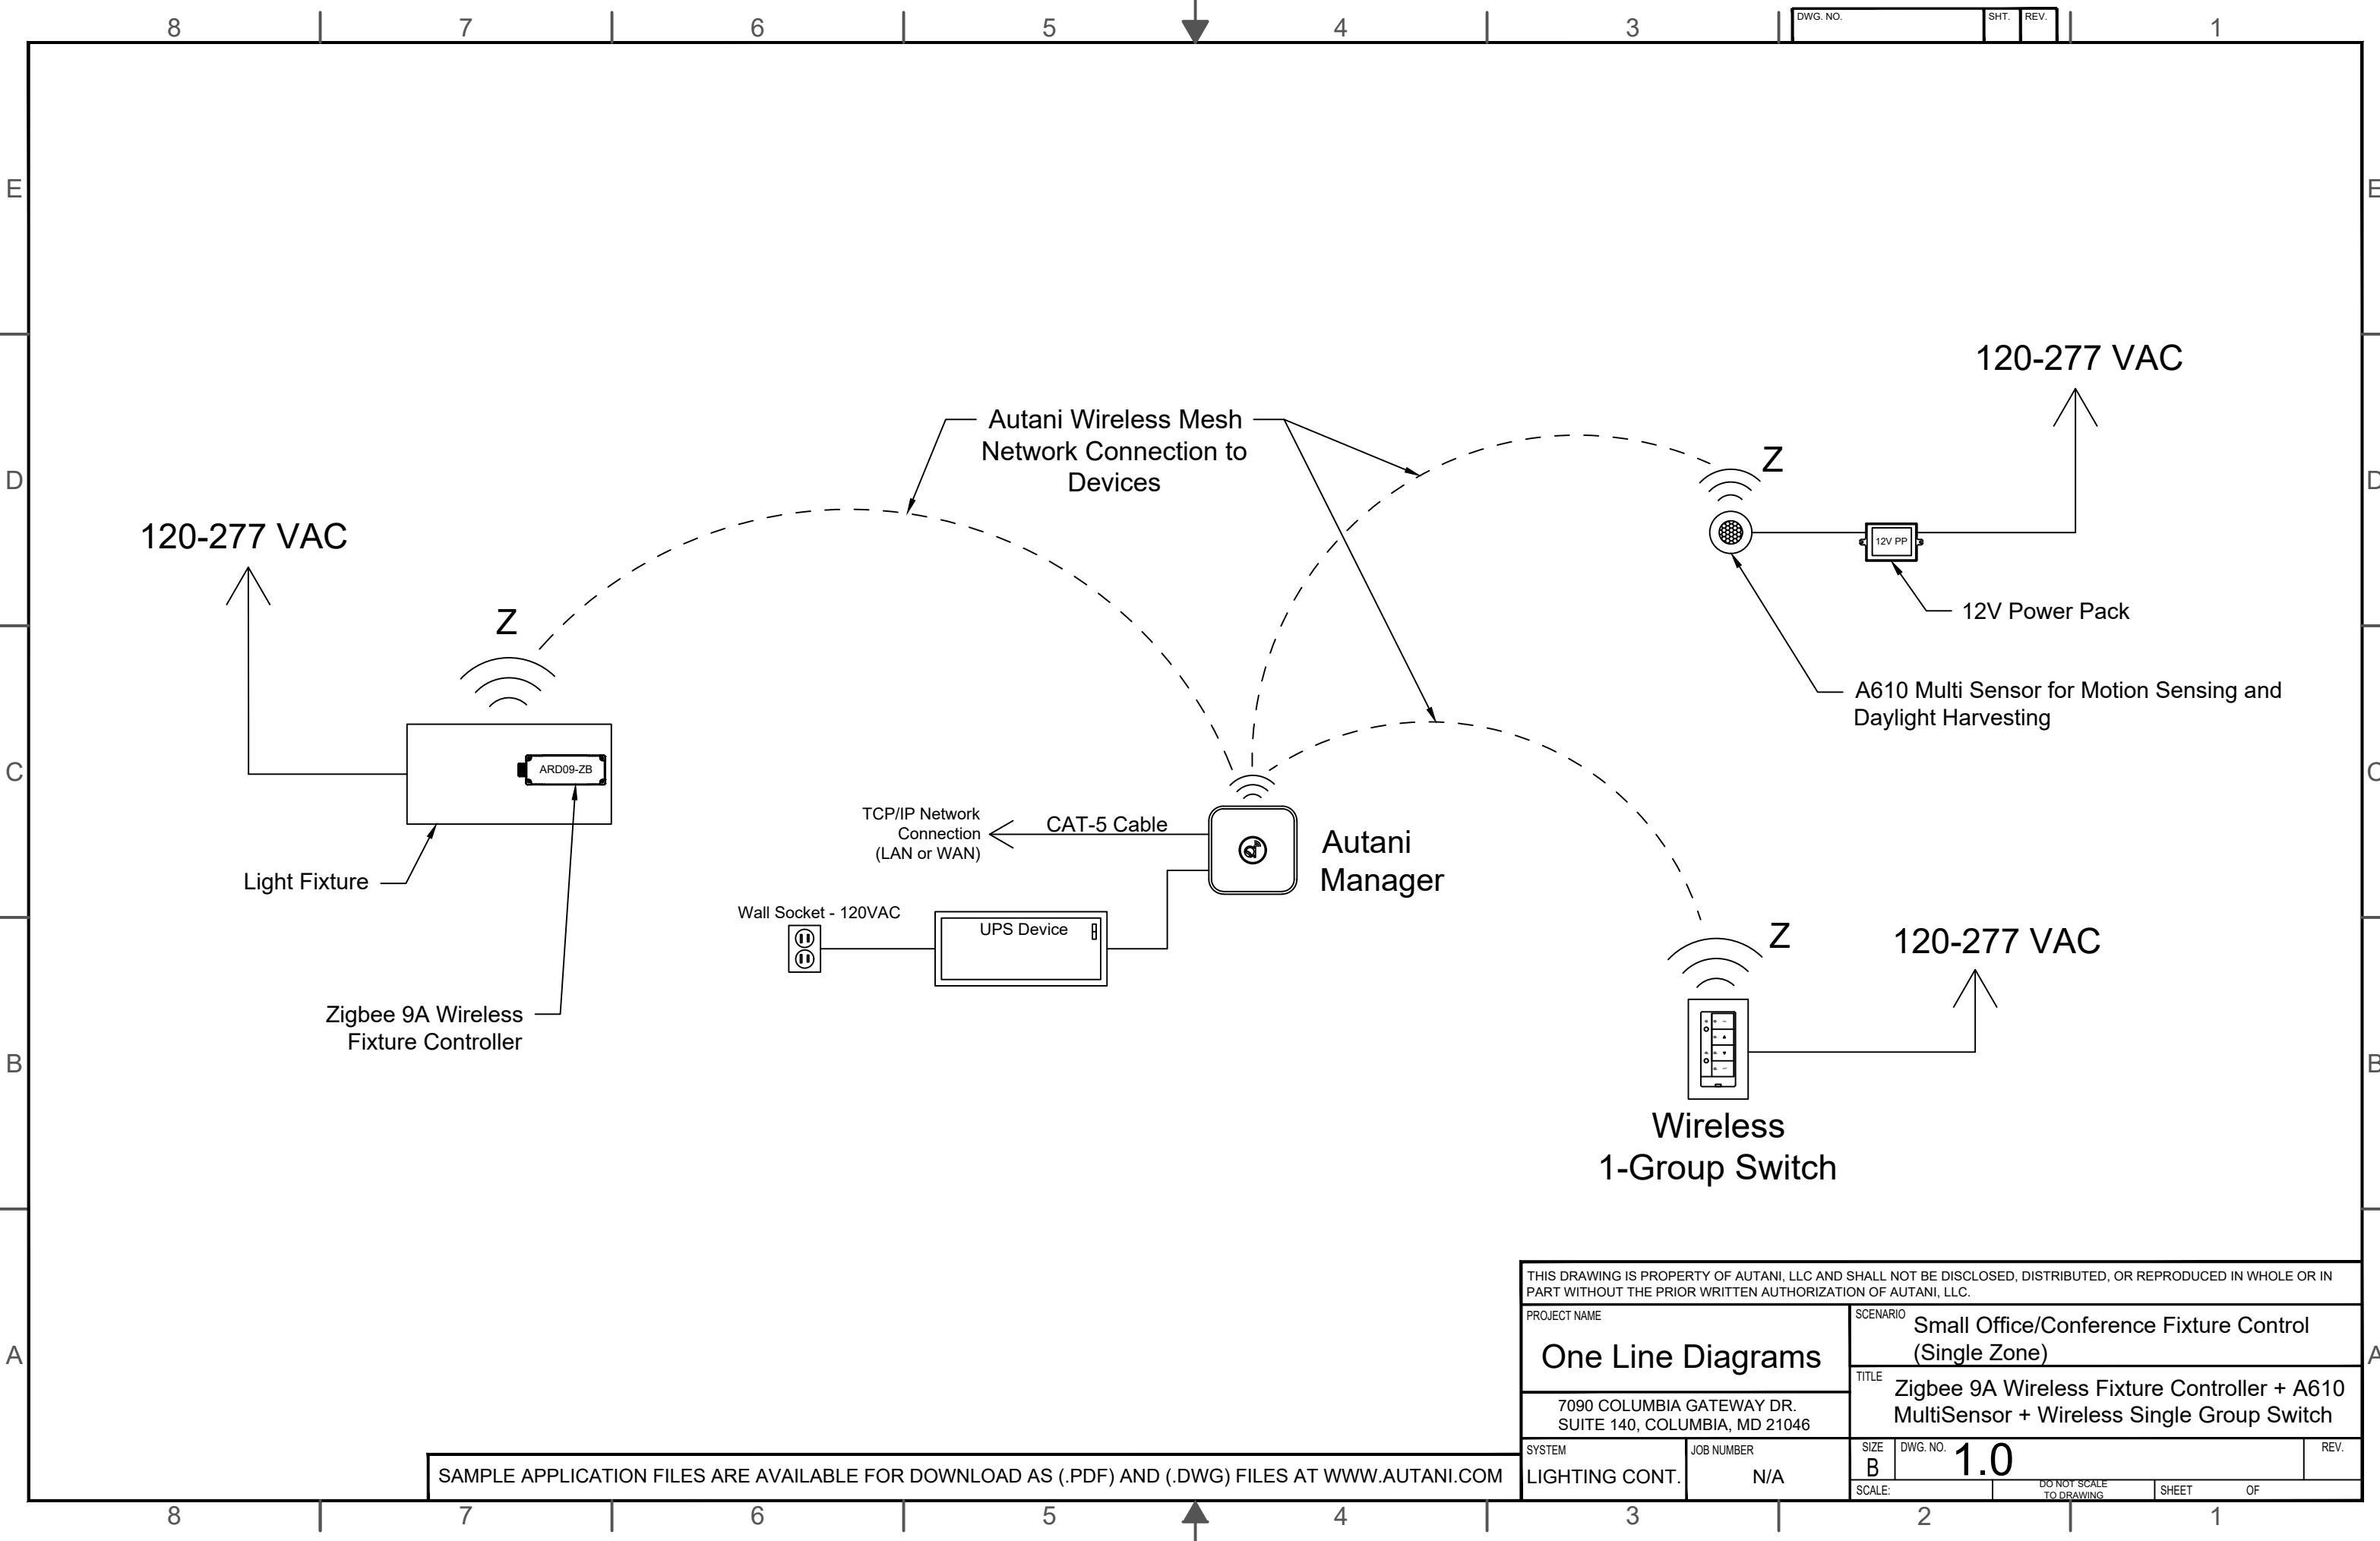 8 7 6 5 4 3 1
DWG. NO. SHT. REV.
E E
D D
C C
B B
A A
120-277 VAC
Autani Wireless Mesh
Network Connection to
Devices
Z
12V PP
12V Power Pack
A610 Multi Sensor for Motion Sensing and
Daylight Harvesting
120-277 VAC
Z
ARD09-ZB
Light Fixture
Zigbee 9A Wireless
Fixture Controller
TCP/IP Network
Connection
(LAN or WAN)
CAT-5 Cable
Autani
Manager
Wall Socket - 120VAC
UPS Device
Z
120-277 VAC
Wireless
1-Group Switch
THIS DRAWING IS PROPERTY OF AUTANI, LLC AND SHALL NOT BE DISCLOSED, DISTRIBUTED, OR REPRODUCED IN WHOLE OR IN
PART WITHOUT THE PRIOR WRITTEN AUTHORIZATION OF AUTANI, LLC.
PROJECT NAME
One Line Diagrams
7090 COLUMBIA GATEWAY DR.
SUITE 140, COLUMBIA, MD 21046
SYSTEM
LIGHTING CONT.
JOB NUMBER
N/A
SCENARIO
Small Office/Conference Fixture Control
(Single Zone)
TITLE
Zigbee 9A Wireless Fixture Controller + A610
MultiSensor + Wireless Single Group Switch
SIZE
B
DWG. NO. 1.0
REV.
SCALE:
DO NOT SCALE
TO DRAWING
SHEET OF
SAMPLE APPLICATION FILES ARE AVAILABLE FOR DOWNLOAD AS (.PDF) AND (.DWG) FILES AT WWW.AUTANI.COM
8 7 6 5 4 3 2 1